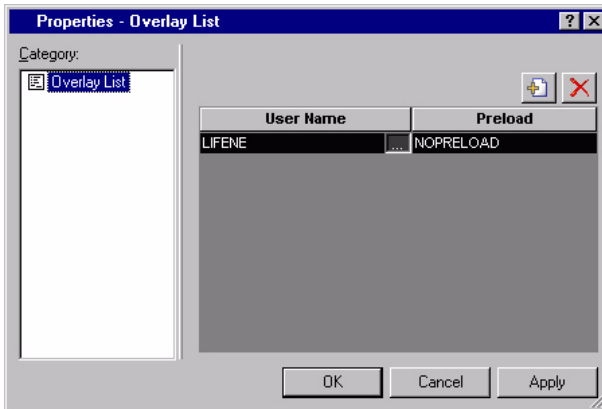 Properties - Overlay List
Category:
Overlay List
User Name Preload
LIFENE ... NOPRELOAD
OK Cancel Apply